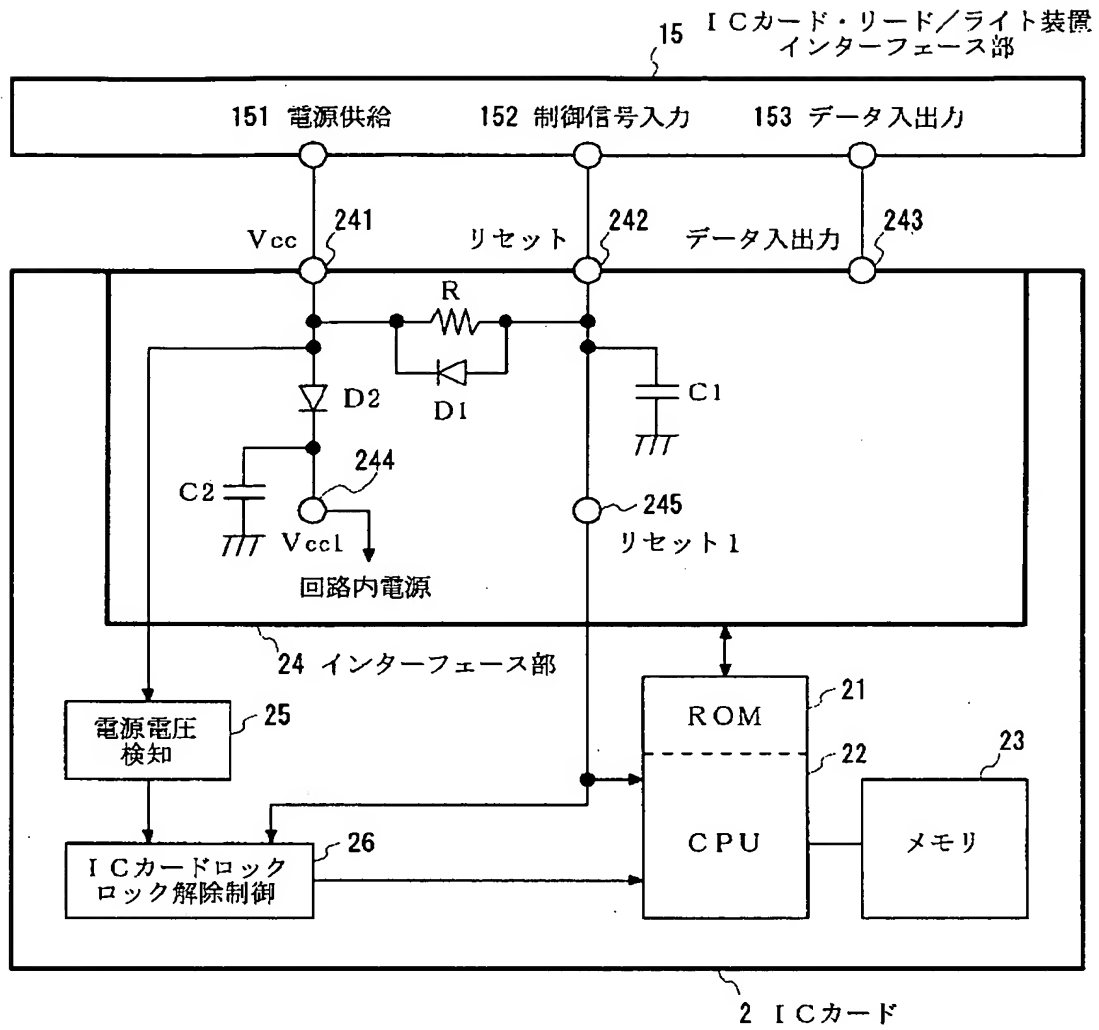 15 ICカード・リード/ライト装置
インターフェース部
151 電源供給
152 制御信号入力
153 データ入出力
Vcc
241
リセット
242
データ入出力
243
R
D1
D2
C1
C2
244
Vcc1
回路内電源
245
リセット1
24 インターフェース部
電源電圧
検知
25
ROM
21
22
CPU
23
メモリ
ICカードロック
ロック解除制御
26
2 ICカード